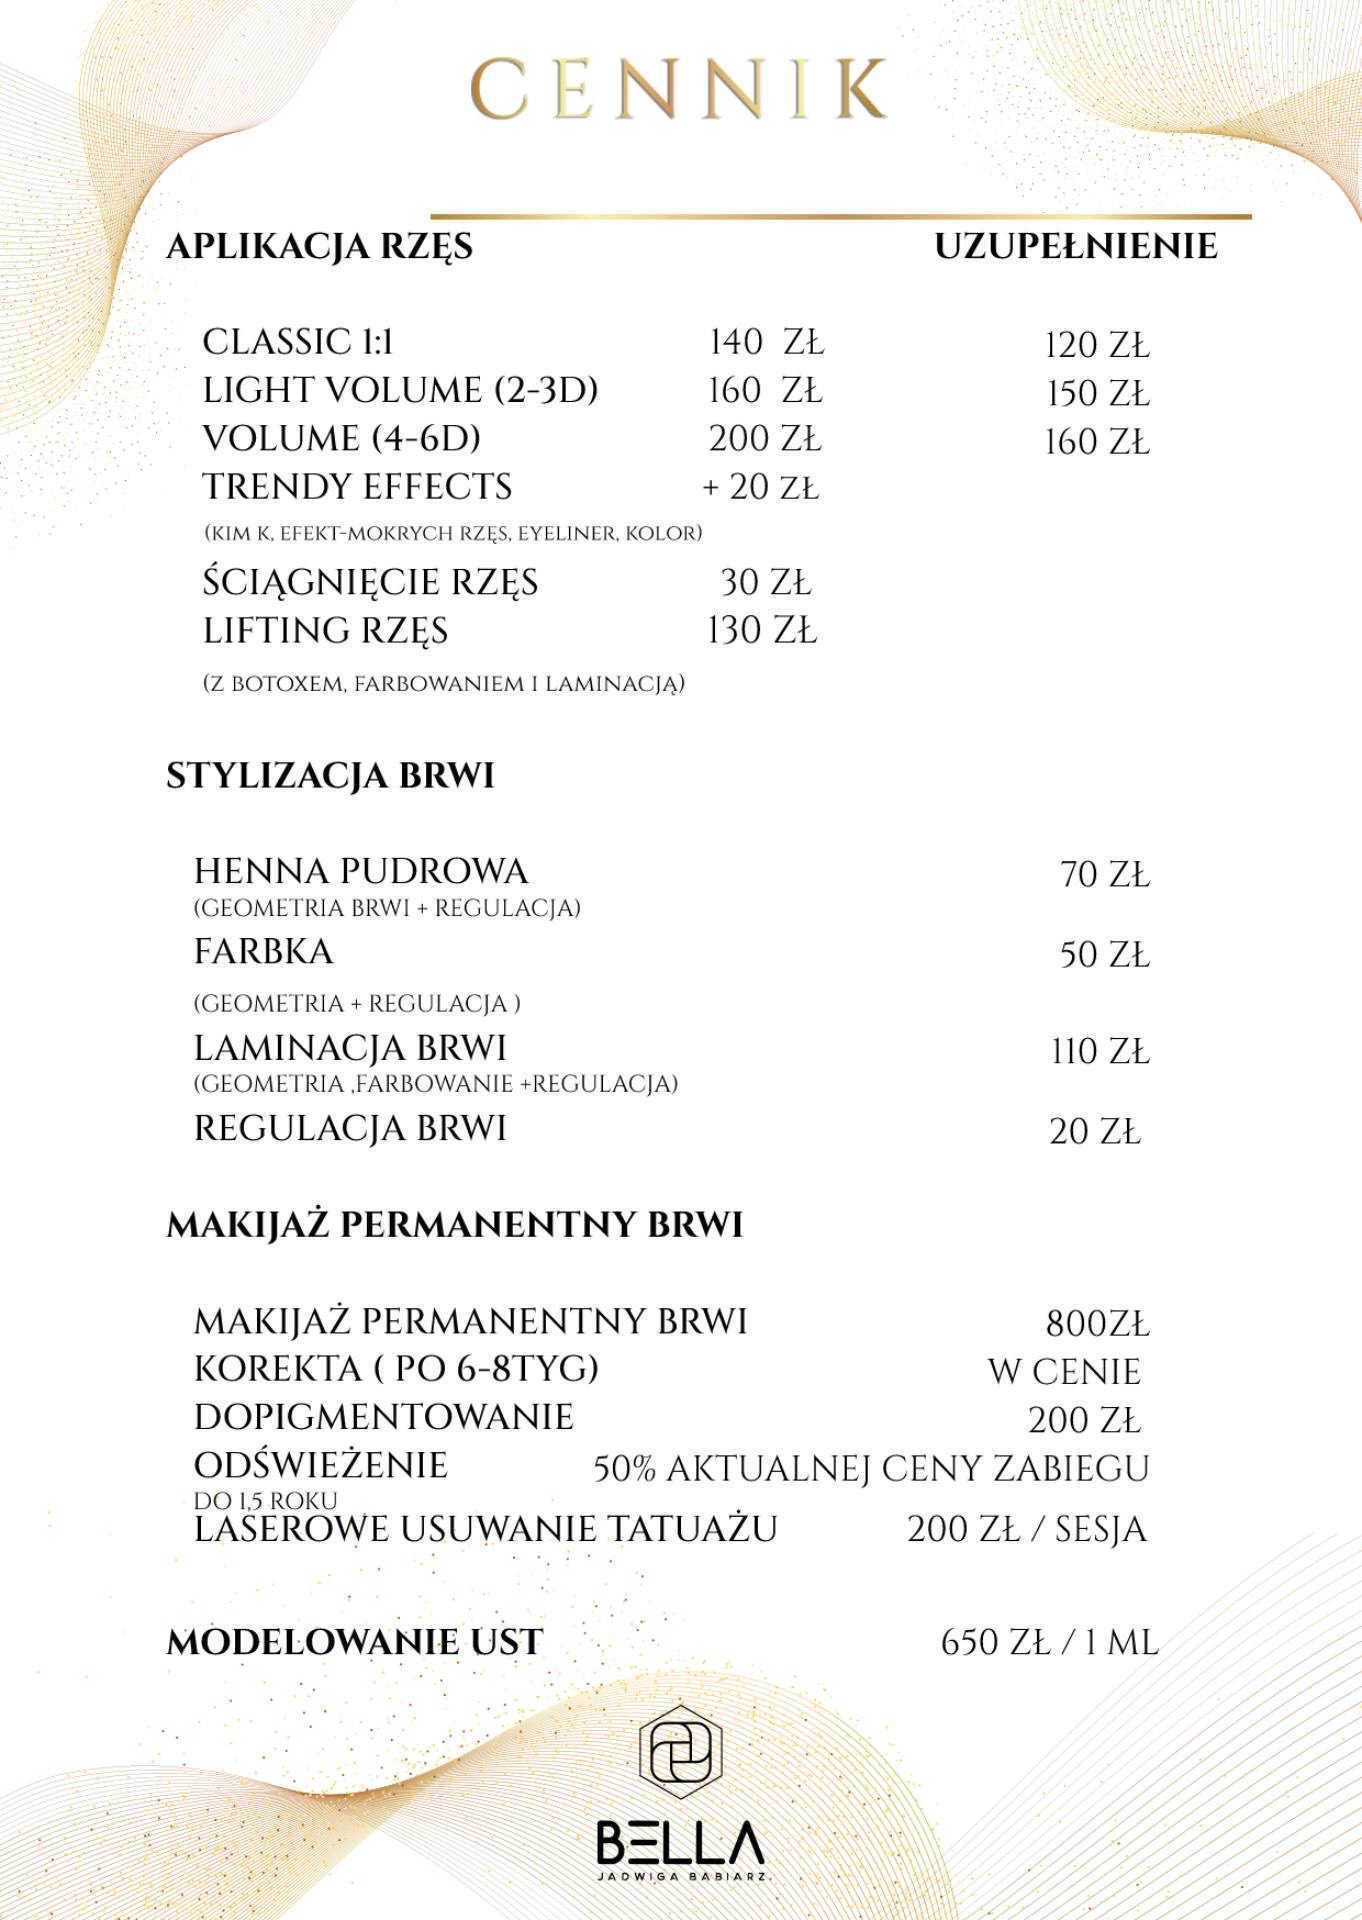 CENNIK
APLIKACJA RZĘS UZUPEŁNIENIE
CLASSIC 1:1 140 ZŁ 120 ZŁ
LIGHT VOLUME (2-3D) 160 ZŁ 150 ZŁ
VOLUME (4-6D) 200 ZŁ 160 ZŁ
TRENDY EFFECTS + 20 ZŁ
(KIM K, EFEKT-MOKRYCH RZĘS, EYELINER, KOLOR)
ŚCIĄGNIĘCIE RZĘS 30 ZŁ
LIFTING RZĘS 130 ZŁ
(Z BOTOXEM, FARBOWANIEM I LAMINACJĄ)
STYLIZACJA BRWI
HENNA PUDROWA 70 ZŁ
(GEOMETRIA BRWI + REGULACJA)
FARBKA 50 ZŁ
(GEOMETRIA + REGULACJA )
LAMINACJA BRWI 110 ZŁ
(GEOMETRIA ,FARBOWANIE +REGULACJA)
REGULACJA BRWI 20 ZŁ
MAKIJAŻ PERMANENTNY BRWI
MAKIJAŻ PERMANENTNY BRWI 800ZŁ
KOREKTA ( PO 6-8TYG) W CENIE
DOPIGMENTOWANIE 200 ZŁ
ODŚWIEŻENIE 50% AKTUALNEJ CENY ZABIEGU
DO 1,5 ROKU
LASEROWE USUWANIE TATUAŻU 200 ZŁ / SESJA
MODELOWANIE UST 650 ZŁ / 1 ML
BELLA
JADWIGA BABIARZ